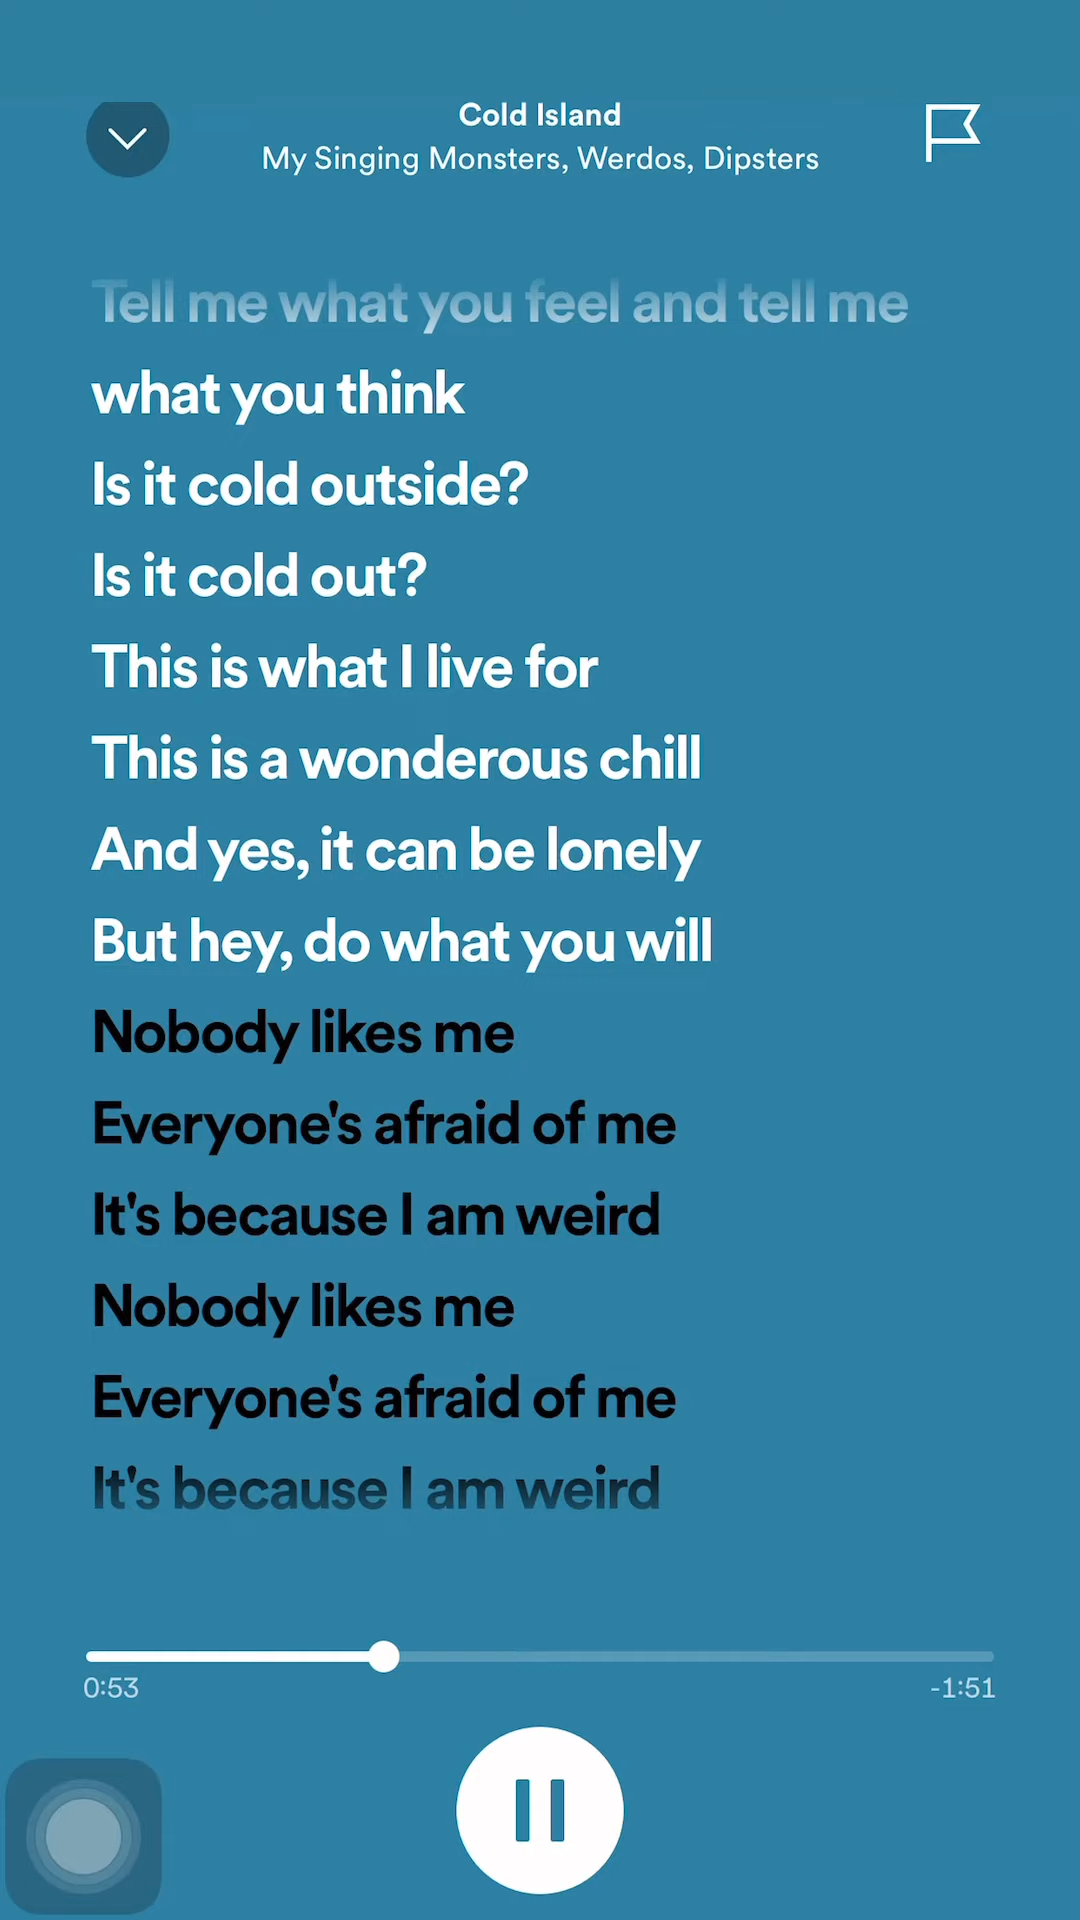 Cold Island
My Singing Monsters, Werdos, Dipsters
Tell me what you feel and tell me
what you think
Is it cold outside?
Is it cold out?
This is what I live for
This is a wonderous chill
And yes, it can be lonely
But hey, do what you will
Nobody likes me
Everyone's afraid of me
It's because I am weird
Nobody likes me
Everyone's afraid of me
It's because I am weird
0:53
-1:51